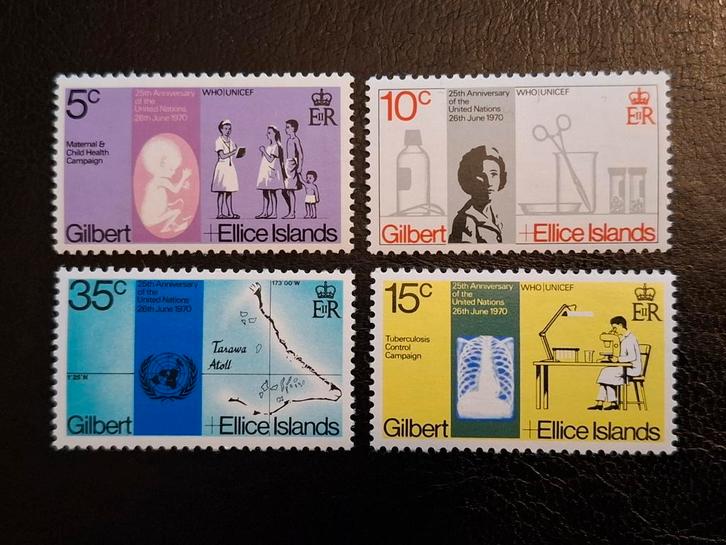 5c
25th Anniversary
of the
United Nations
26th June 1970
WHO|UNICEF
EIIR
Maternal &
Child Health
Campaign
Gilbert + Ellice Islands
10c
25th Anniversary
of the
United Nations
26th June 1970
WHO|UNICEF
EIIR
Gilbert + Ellice Islands
35c
25th Anniversary
of the
United Nations
26th June 1970
173°00'W
EIIR
Tarawa
Atoll
1°25'N
Gilbert + Ellice Islands
15c
25th Anniversary
of the
United Nations
26th June 1970
WHO|UNICEF
EIIR
Tuberculosis
Control
Campaign
Gilbert + Ellice Islands